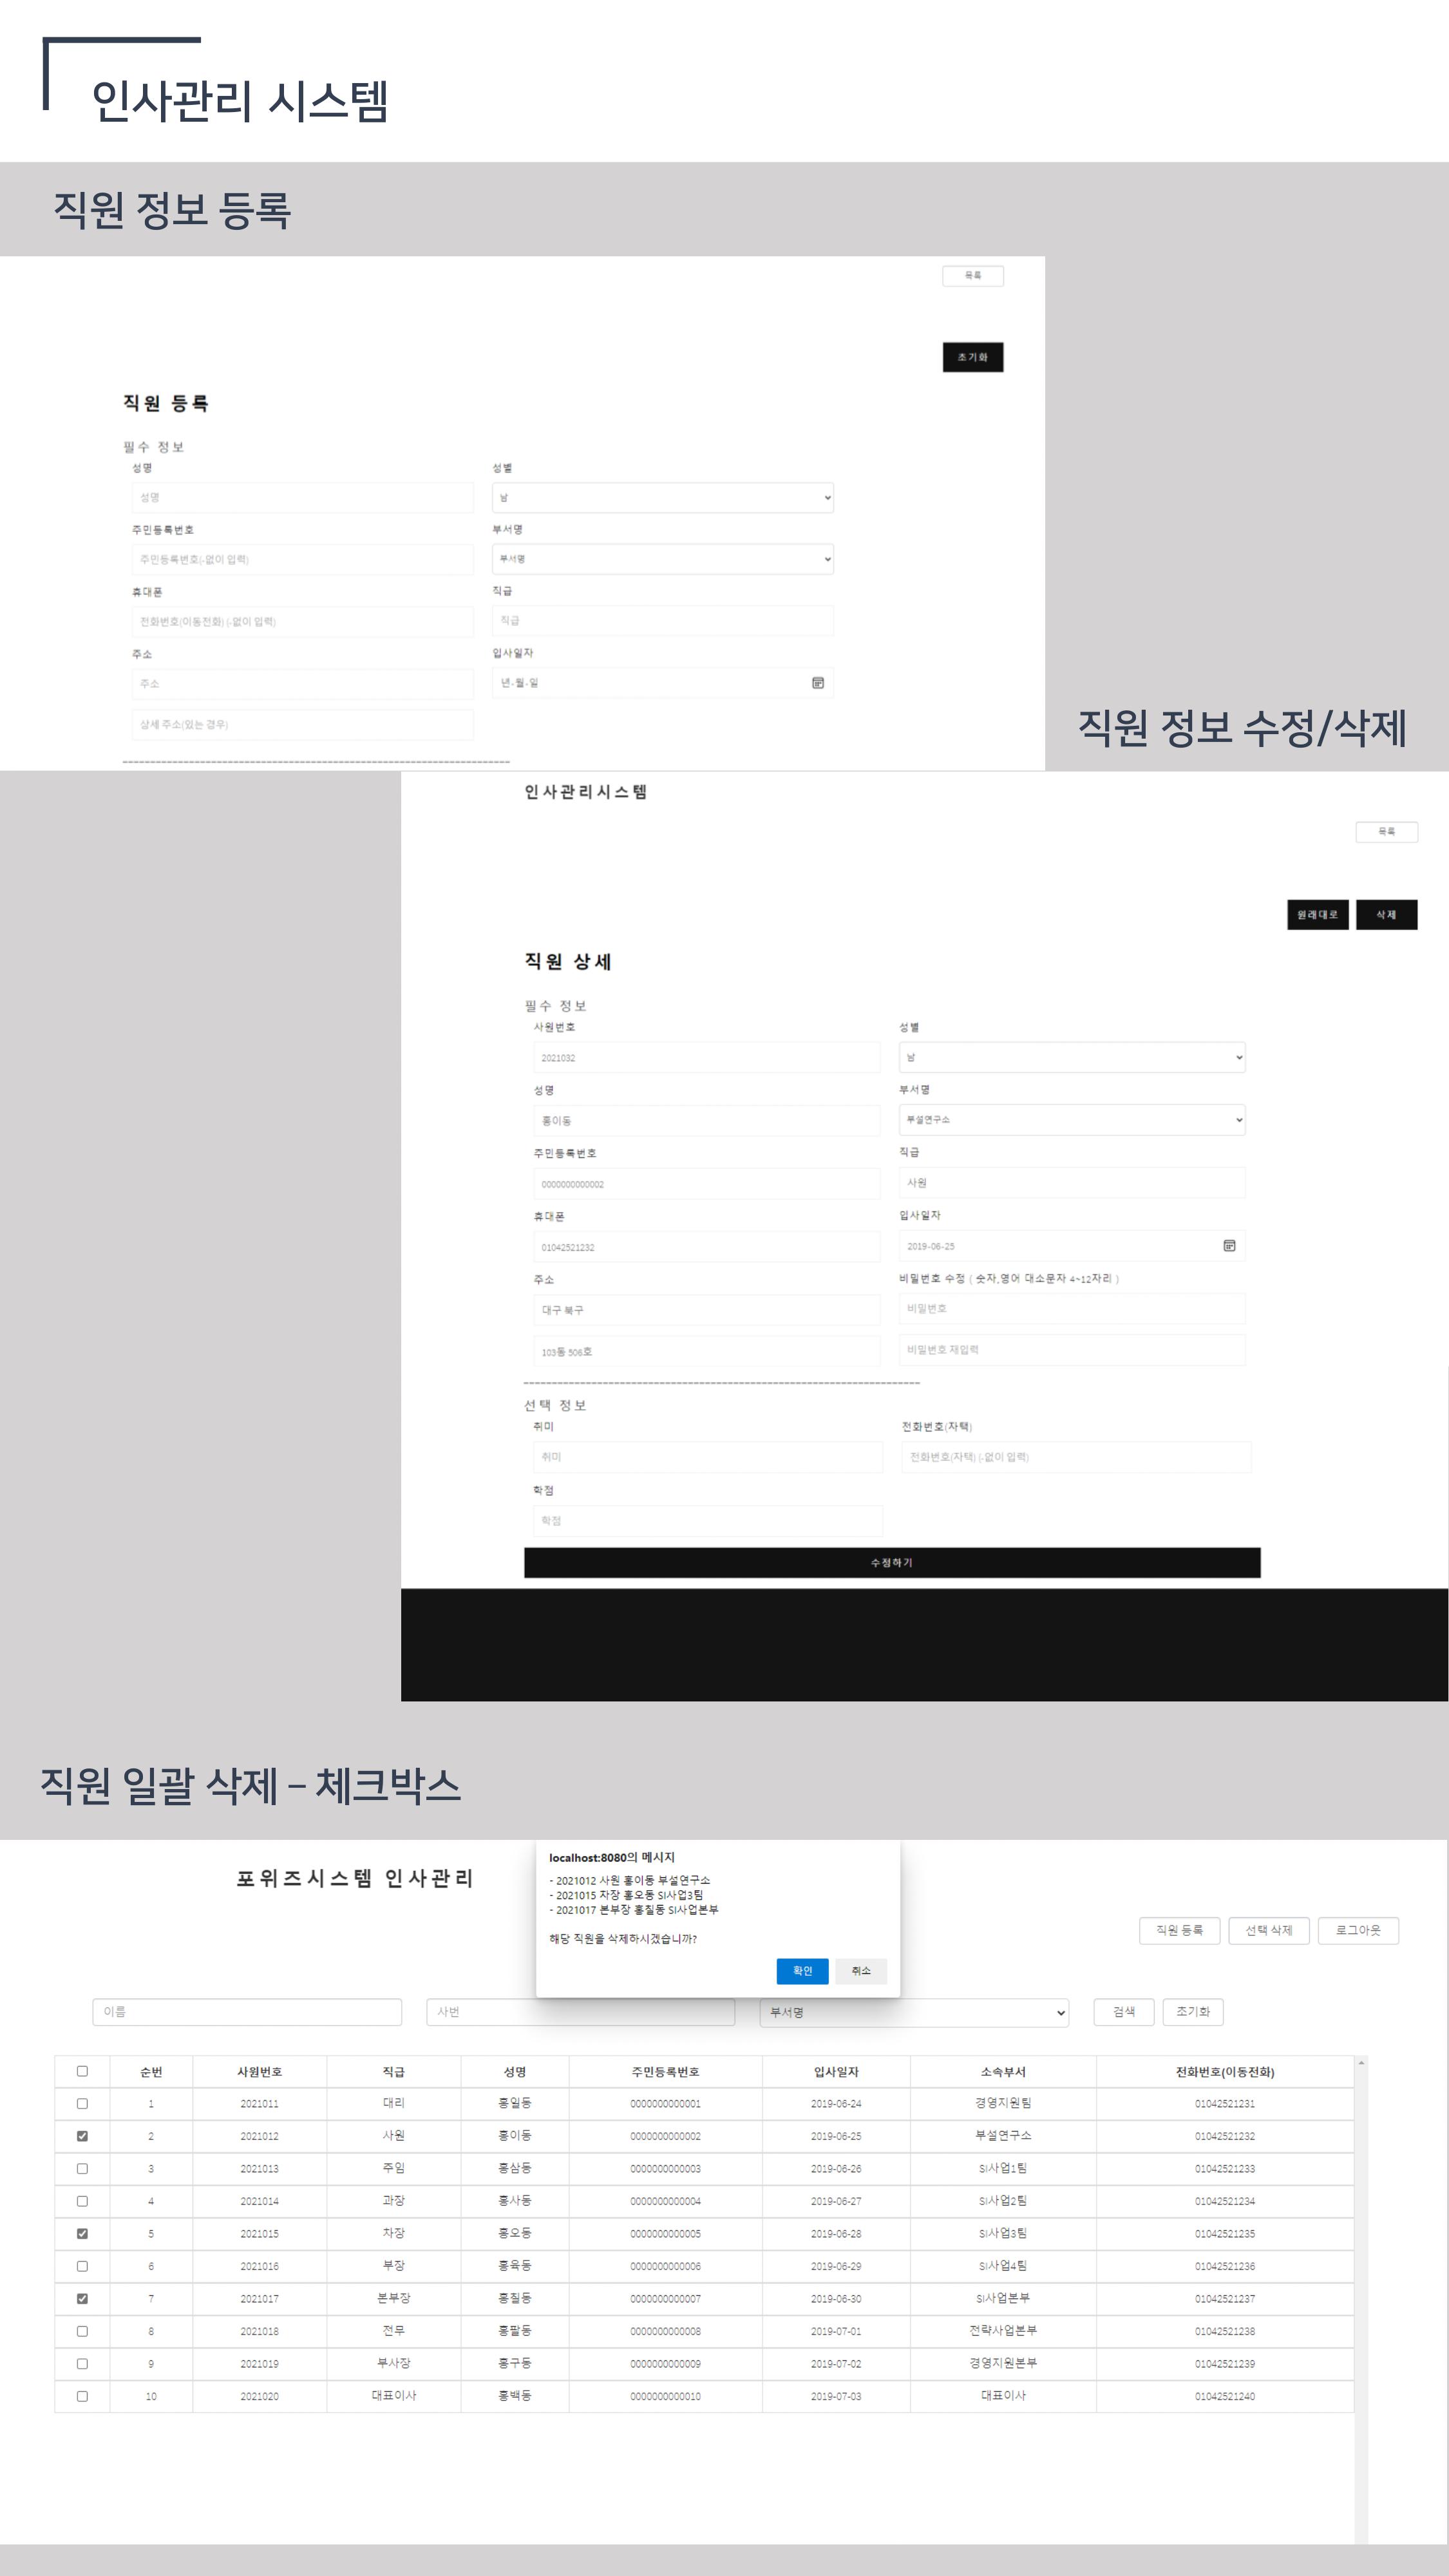 인사관리 시스템
직원 정보 등록
목록
초기화
직원 등록
필수 정보
성명 성별
성명 남
주민등록번호 부서명
주민등록번호(-없이 입력) 부서명
휴대폰 직급
전화번호(이동전화) (-없이 입력) 직급
주소 입사일자
주소 년-월-일
상세 주소(있는 경우)
직원 정보 수정/삭제
인사관리시스템
목록
원래대로 삭제
직원 상세
필수 정보
사원번호 성별
2021032 남
성명 부서명
홍이동 부설연구소
주민등록번호 직급
0000000000002 사원
휴대폰 입사일자
01042521232 2019-06-25
주소 비밀번호 수정 ( 숫자,영어 대소문자 4~12자리 )
대구 북구 비밀번호
103동 506호 비밀번호 재입력
선택 정보
취미 전화번호(자택)
취미 전화번호(자택) (-없이 입력)
학점
학점
수정하기
직원 일괄 삭제 – 체크박스
포위즈시스템 인사관리
localhost:8080의 메시지
- 2021012 사원 홍이동 부설연구소
- 2021015 차장 홍오동 SI사업3팀
- 2021017 본부장 홍칠동 SI사업본부
해당 직원을 삭제하시겠습니까?
확인 취소
직원 등록 선택 삭제 로그아웃
이름 사번 부서명 검색 초기화
순번 사원번호 직급 성명 주민등록번호 입사일자 소속부서 전화번호(이동전화)
1 2021011 대리 홍일동 0000000000001 2019-06-24 경영지원팀 01042521231
2 2021012 사원 홍이동 0000000000002 2019-06-25 부설연구소 01042521232
3 2021013 주임 홍삼동 0000000000003 2019-06-26 SI사업1팀 01042521233
4 2021014 과장 홍사동 0000000000004 2019-06-27 SI사업2팀 01042521234
5 2021015 차장 홍오동 0000000000005 2019-06-28 SI사업3팀 01042521235
6 2021016 부장 홍육동 0000000000006 2019-06-29 SI사업4팀 01042521236
7 2021017 본부장 홍칠동 0000000000007 2019-06-30 SI사업본부 01042521237
8 2021018 전무 홍팔동 0000000000008 2019-07-01 전략사업본부 01042521238
9 2021019 부사장 홍구동 0000000000009 2019-07-02 경영지원본부 01042521239
10 2021020 대표이사 홍백동 0000000000010 2019-07-03 대표이사 01042521240